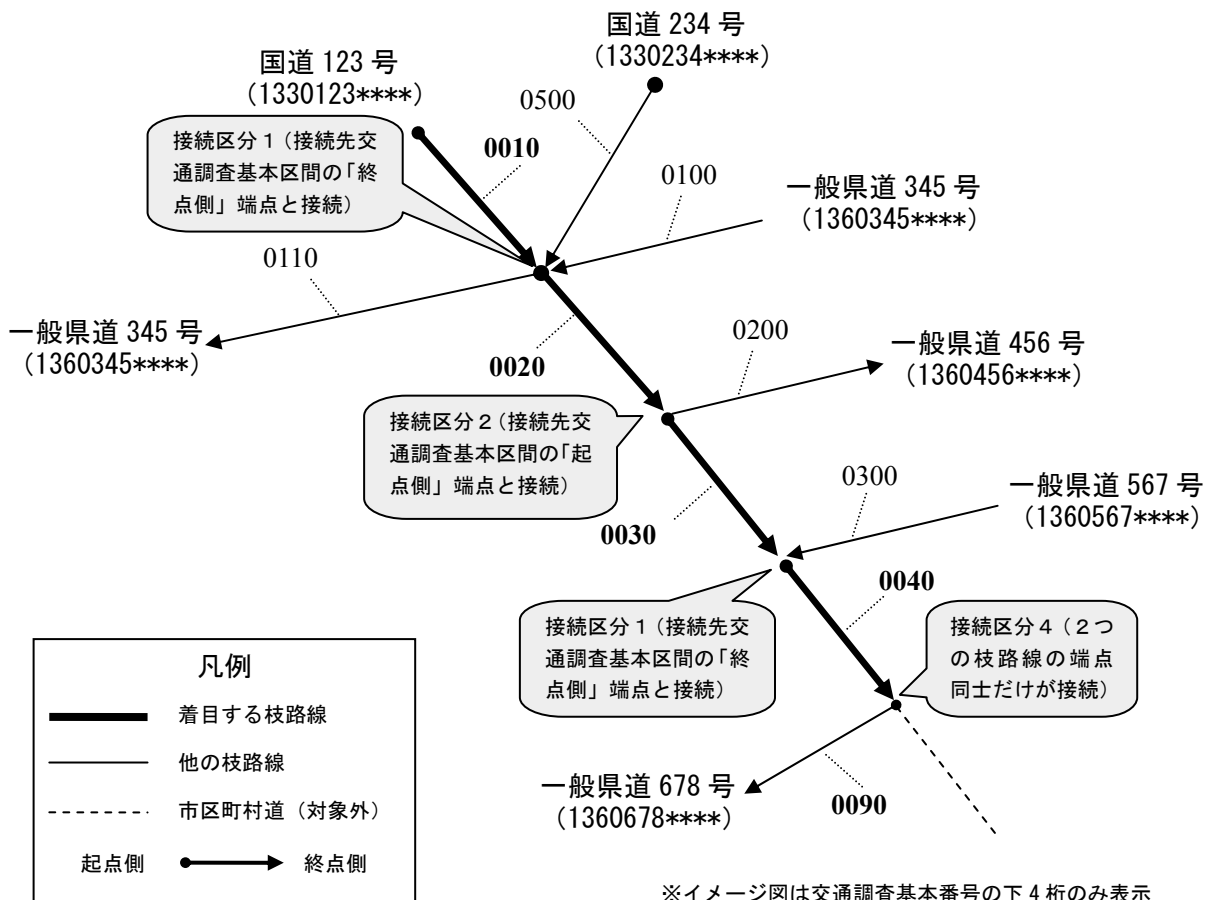 国道 234 号
(1330234****)
国道 123 号
(1330123****)
0500
接続区分１（接続先交
通調査基本区間の「終
点側」端点と接続）
0010
0100
一般県道 345 号
(1360345****)
0110
一般県道 345 号
(1360345****)
0020
0200
一般県道 456 号
(1360456****)
接続区分２（接続先交
通調査基本区間の「起
点側」端点と接続）
0030
0300
一般県道 567 号
(1360567****)
0040
接続区分１（接続先交
通調査基本区間の「終
点側」端点と接続）
接続区分４（２つ
の枝路線の端点
同士だけが接続）
一般県道 678 号
(1360678****)
0090
凡例
着目する枝路線
他の枝路線
市区町村道（対象外）
起点側
終点側
※イメージ図は交通調査基本番号の下 4 桁のみ表示